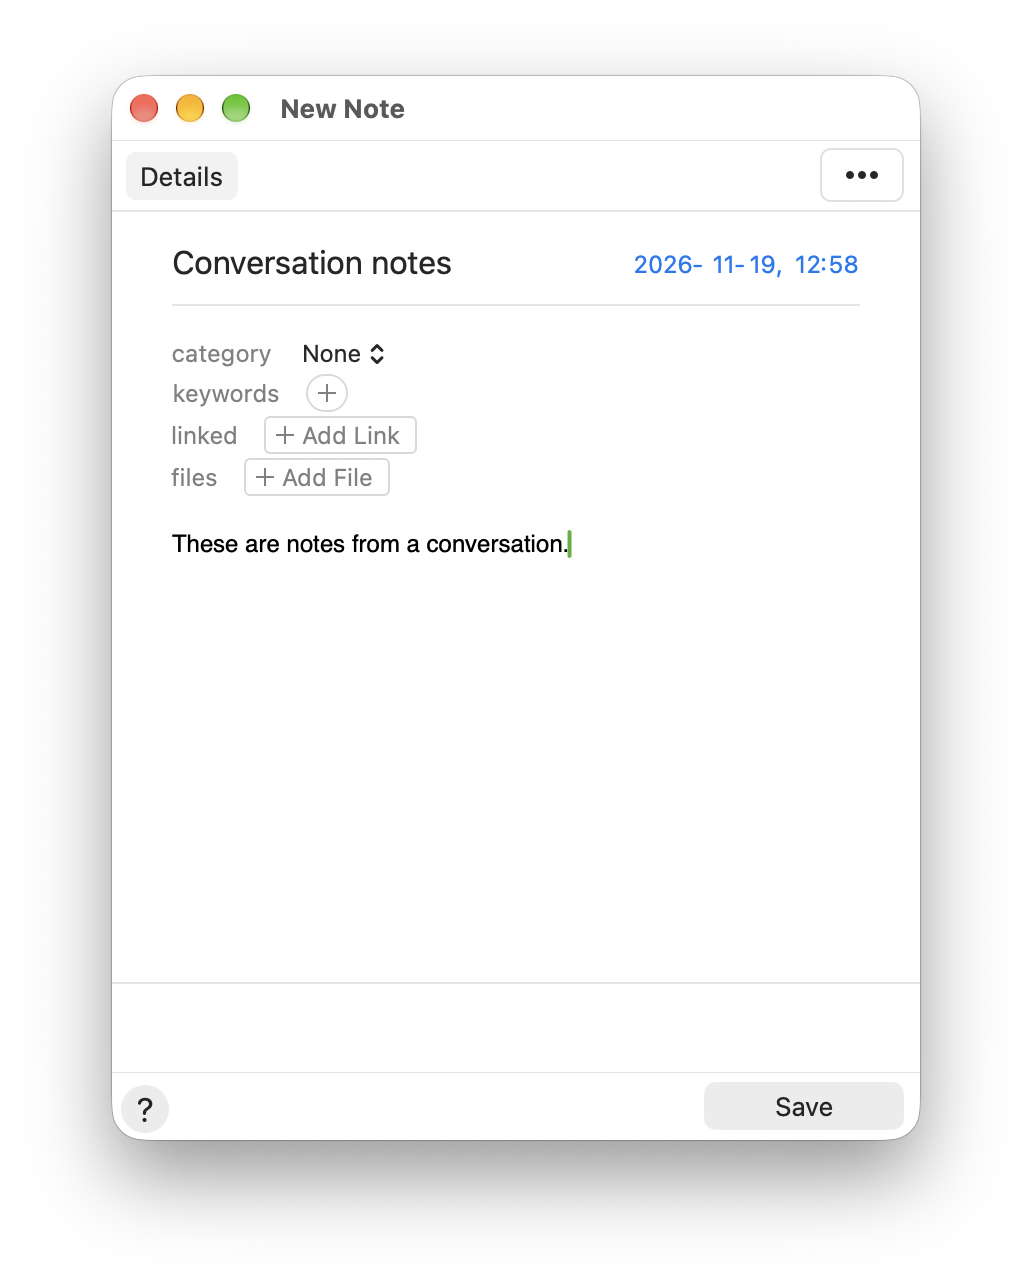 New Note
Details
Conversation notes 2026- 11- 19, 12:58
category None
keywords +
linked + Add Link
files + Add File
These are notes from a conversation.
? Save